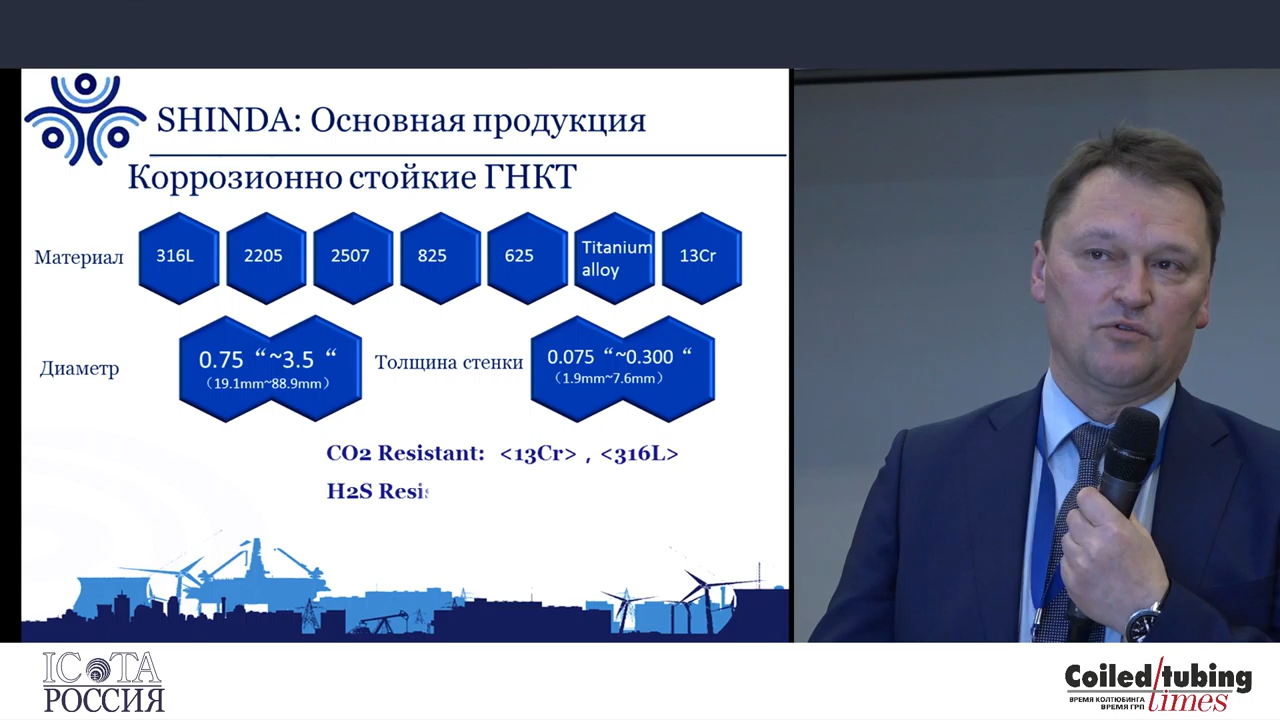 SHINDA: Основная продукция
Коррозионно стойкие ГНКТ
Материал
316L
2205
2507
825
625
Titanium
alloy
13Cr
Диаметр
0.75 “~3.5 “
（19.1mm~88.9mm）
Толщина стенки
0.075 “~0.300 “
（1.9mm~7.6mm）
CO2 Resistant: <13Cr> , <316L>
H2S Resis
ICOTA
РОССИЯ
Coiled/tubing
times
ВРЕМЯ КОЛТЮБИНГА
ВРЕМЯ ГРП